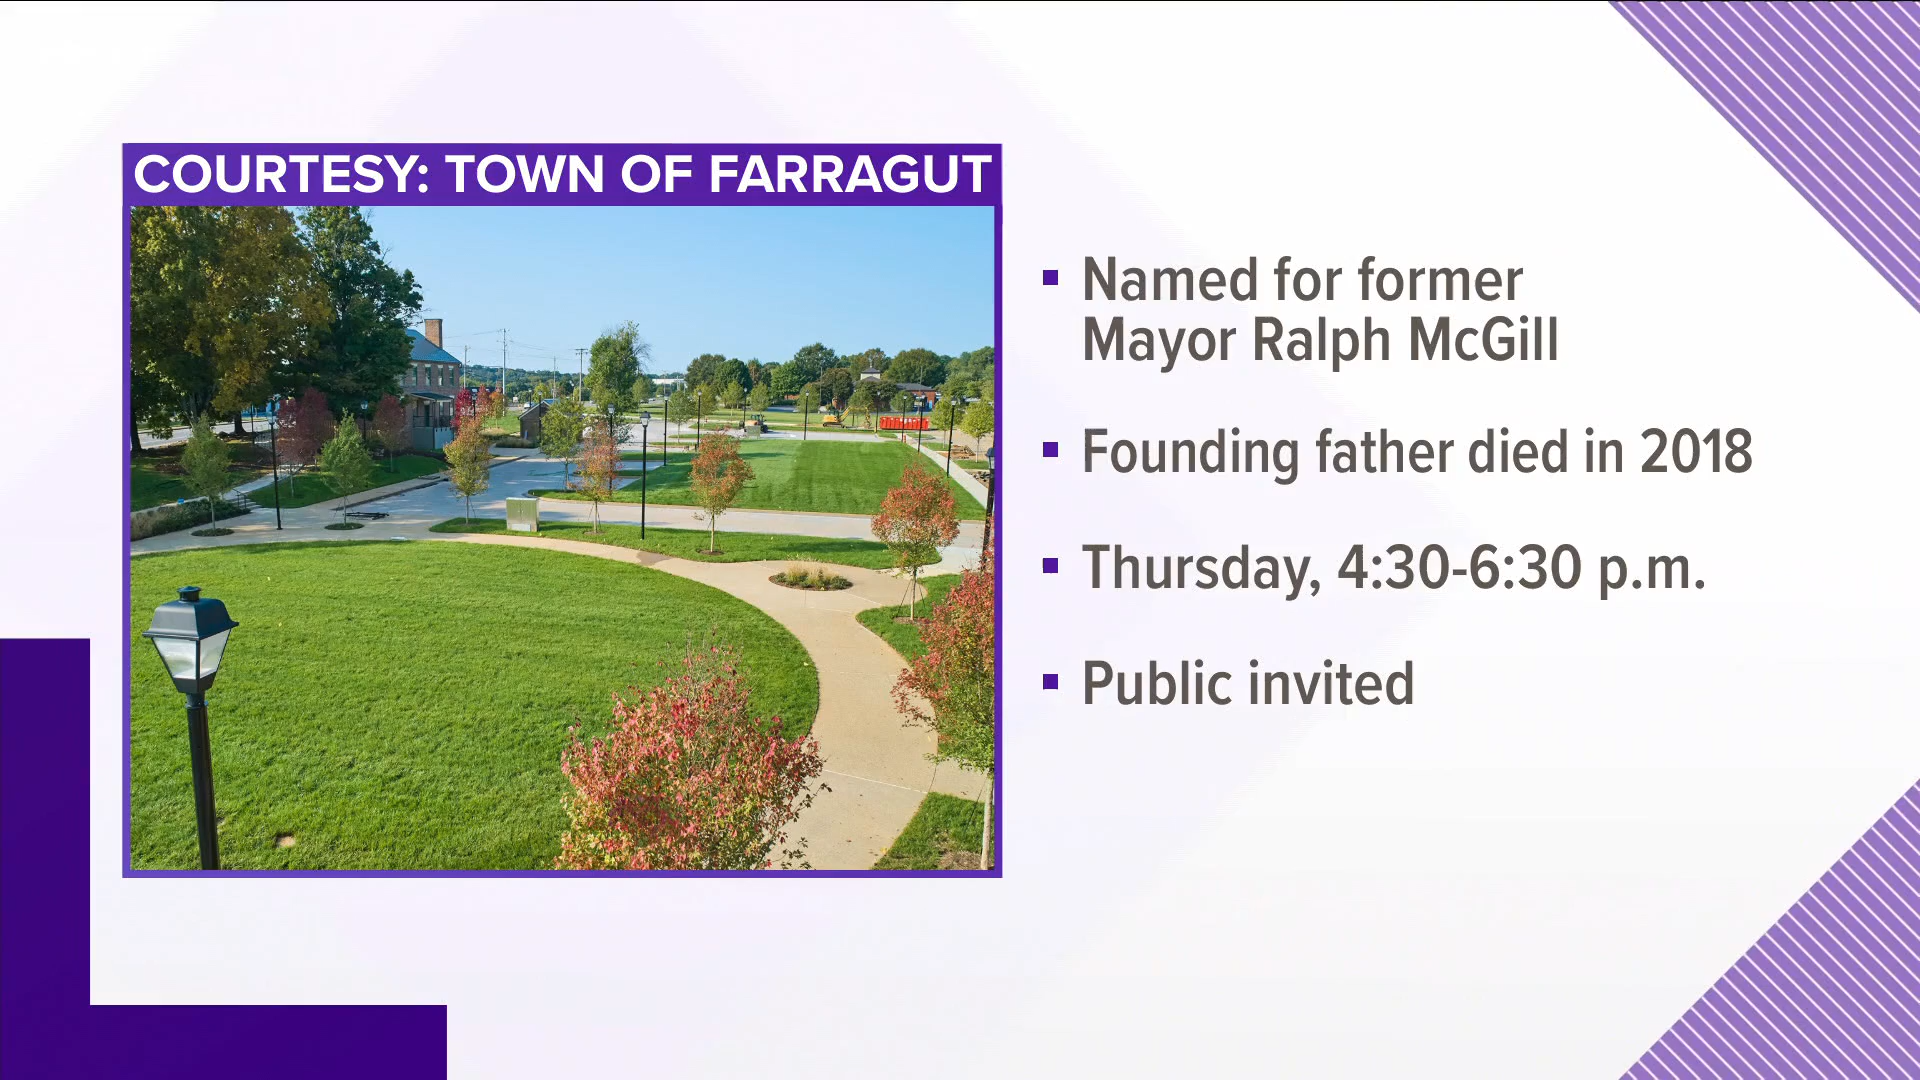 COURTESY: TOWN OF FARRAGUT
Named for former
Mayor Ralph McGill
Founding father died in 2018
Thursday, 4:30-6:30 p.m.
Public invited